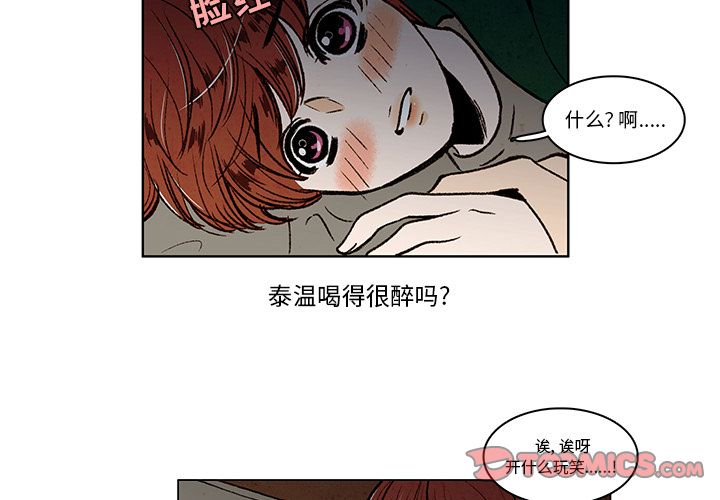 脸红
什么? 啊.....
泰温喝得很醉吗?
诶, 诶呀
开什么玩笑......!
TOOMICS
TOOMICS.COM